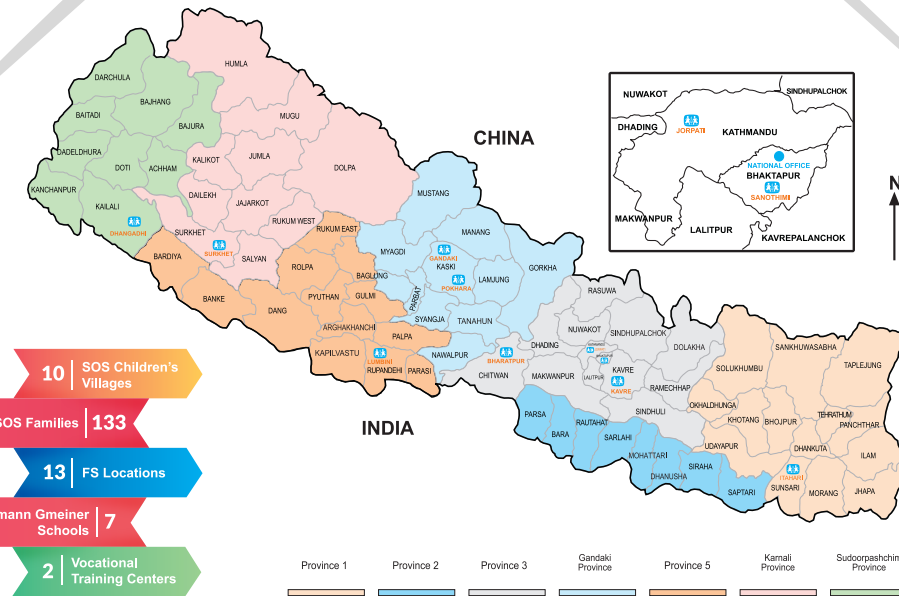 HUMLA
DARCHULA
BAJHANG
BAITADI
MUGU
BAJURA
DADELDHURA
JUMLA
KALIKOT
DOTI
ACHHAM
DOLPA
KANCHANPUR
DAILEKH
JAJARKOT
KAILALI
RUKUM WEST
DHANGADHI
SURKHET
RUKUM EAST
SURKHET
SALYAN
BARDIYA
ROLPA
BANKE
PYUTHAN
DANG
GULMI
BAGLUNG
ARGHAKHANCHI
PALPA
KAPILVASTU
LUMBINI
RUPANDEHI
PARASI
CHINA
MUSTANG
MANANG
MYAGDI
GANDAKI
KASKI
LAMJUNG
GORKHA
POKHARA
PARBAT
SYANGJA
TANAHUN
NAWALPUR
BHARATPUR
CHITWAN
RASUWA
NUWAKOT
SINDHUPALCHOK
DHADING
DOLAKHA
MAKWANPUR
LALITPUR
KAVRE
KAVRE
RAMECHHAP
SINDHULI
PARSA
BARA
RAUTAHAT
SARLAHI
MOHATTARI
DHANUSHA
SIRAHA
SAPTARI
SOLUKHUMBU
SANKHUWASABHA
TAPLEJUNG
OKHALDHUNGA
KHOTANG
BHOJPUR
TEHRATHUM
PANCHTHAR
UDAYAPUR
DHANKUTA
ILAM
ITAHARI
SUNSARI
MORANG
JHAPA
INDIA
NUWAKOT
SINDHUPALCHOK
DHADING
JORPATI
KATHMANDU
NATIONAL OFFICE
BHAKTAPUR
SANOTHIMI
MAKWANPUR
LALITPUR
KAVREPALANCHOK
N
10
SOS Children's
Villages
SOS Families
133
13
FS Locations
mann Gmeiner
Schools
7
2
Vocational
Training Centers
Province 1
Province 2
Province 3
Gandaki
Province
Province 5
Karnali
Province
Sudoorpashchim
Province